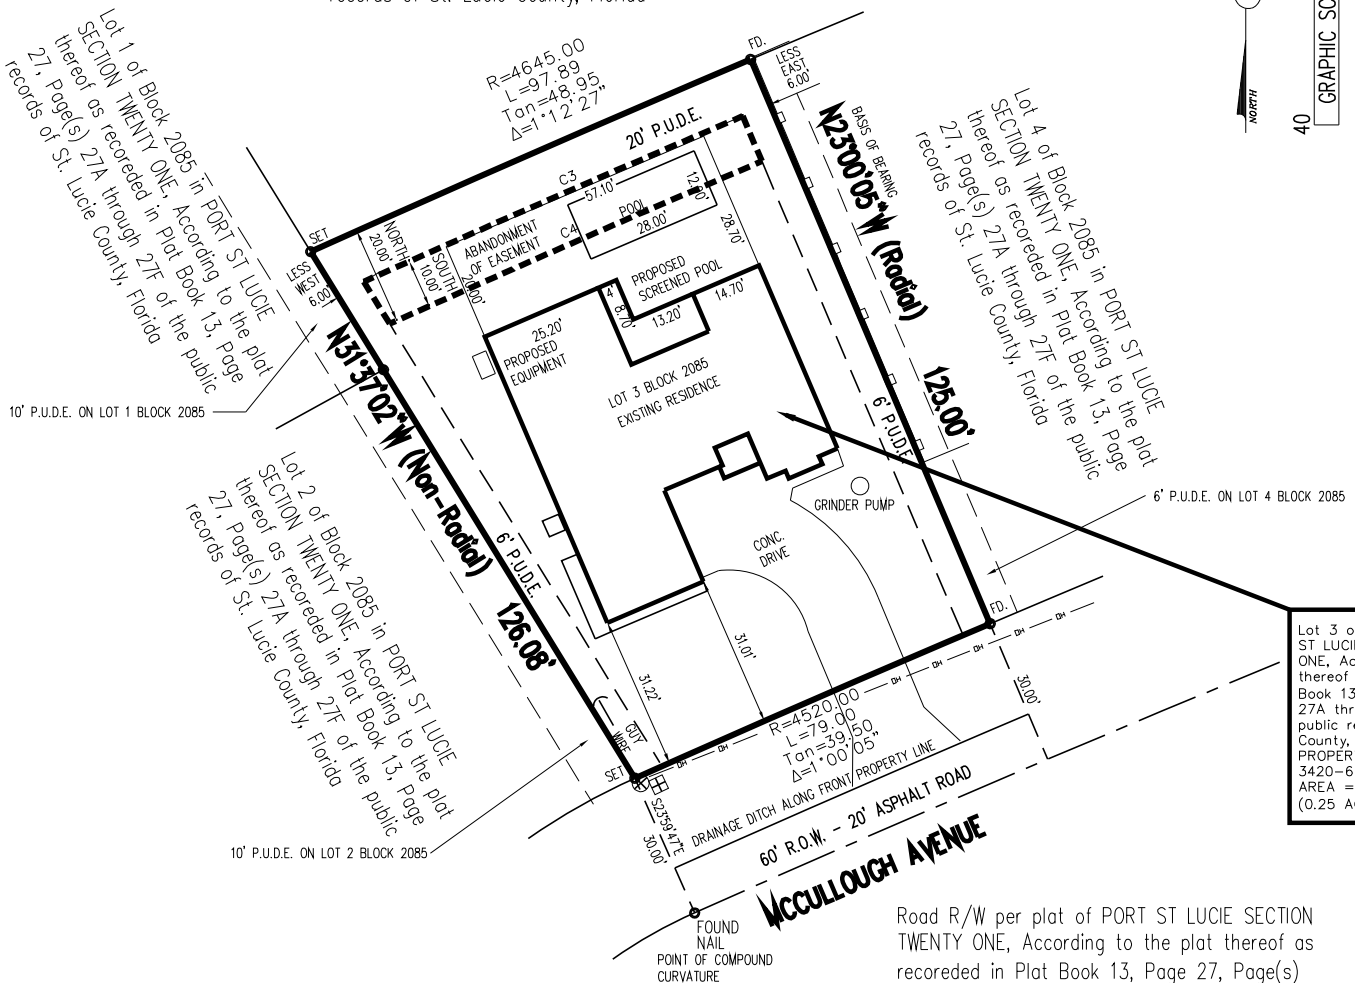 records of St. Lucie County, Florida
R=4645.00
L=97.89
Tan=48.95
Δ=1°12'27"
FD.
LESS
EAST
6.00'
NORTH
40
GRAPHIC SC
Lot 1 of Block 2085 in PORT ST LUCIE
SECTION TWENTY ONE, According to the plat
thereof as recoreded in Plat Book 13, Page
27, Page(s) 27A through 27F of the public
records of St. Lucie County, Florida
20' P.U.D.E.
C3
57.10'
POOL
12.00'
28.00'
C4
28.70'
N23°00'05"W (Radial)
BASIS OF BEARING
125.00'
Lot 4 of Block 2085 in PORT ST LUCIE
SECTION TWENTY ONE, According to the plat
thereof as recoreded in Plat Book 13, Page
27, Page(s) 27A through 27F of the public
records of St. Lucie County, Florida
SET
LESS
WEST
6.00'
NORTH
20.00'
SOUTH
10.00'
20.00'
ABANDONMENT
OF EASEMENT
PROPOSED
SCREENED POOL
25.20'
PROPOSED
EQUIPMENT
4'
8.70'
13.20'
14.70'
LOT 3 BLOCK 2085
EXISTING RESIDENCE
N31°37'02"W (Non-Radial)
126.08'
10' P.U.D.E. ON LOT 1 BLOCK 2085
6' P.U.D.E.
6' P.U.D.E.
Lot 2 of Block 2085 in PORT ST LUCIE
SECTION TWENTY ONE, According to the plat
thereof as recoreded in Plat Book 13, Page
27, Page(s) 27A through 27F of the public
records of St. Lucie County, Florida
GRINDER PUMP
CONC.
DRIVE
6' P.U.D.E. ON LOT 4 BLOCK 2085
FD.
31.01'
31.22'
30.00'
OH OH OH OH OH OH OH OH
GUY
WIRE
SET
R=4520.00
L=79.00
Tan=39.50
Δ=1°00'05"
S23°59'47"E
30.00'
DRAINAGE DITCH ALONG FRONT PROPERTY LINE
60' R.O.W. - 20' ASPHALT ROAD
MCCULLOUGH AVENUE
10' P.U.D.E. ON LOT 2 BLOCK 2085
FOUND
NAIL
POINT OF COMPOUND
CURVATURE
Lot 3 o
ST LUCI
ONE, Ac
thereof
Book 13
27A thr
public re
County,
PROPER
3420-6
AREA =
(0.25 A
Road R/W per plat of PORT ST LUCIE SECTION
TWENTY ONE, According to the plat thereof as
recoreded in Plat Book 13, Page 27, Page(s)